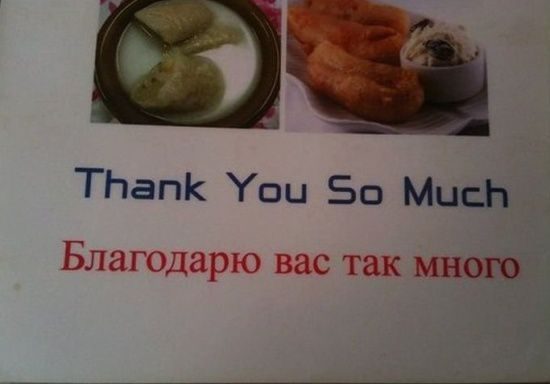 Thank You So Much
Благодарю вас так много